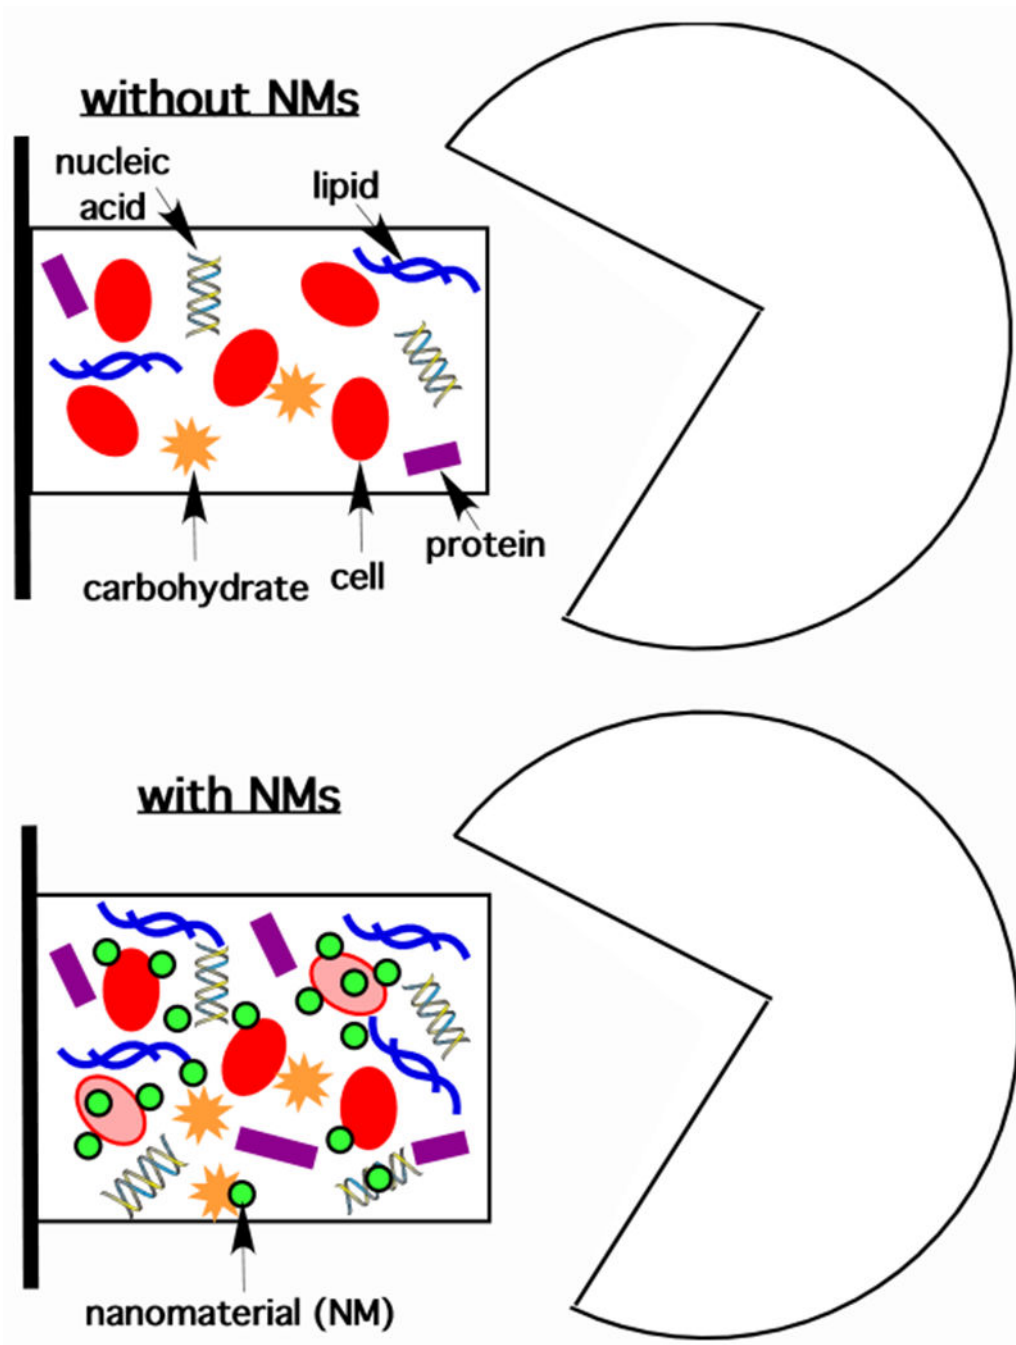 without NMs
nucleic
acid
lipid
protein
cell
carbohydrate
with NMs
nanomaterial (NM)